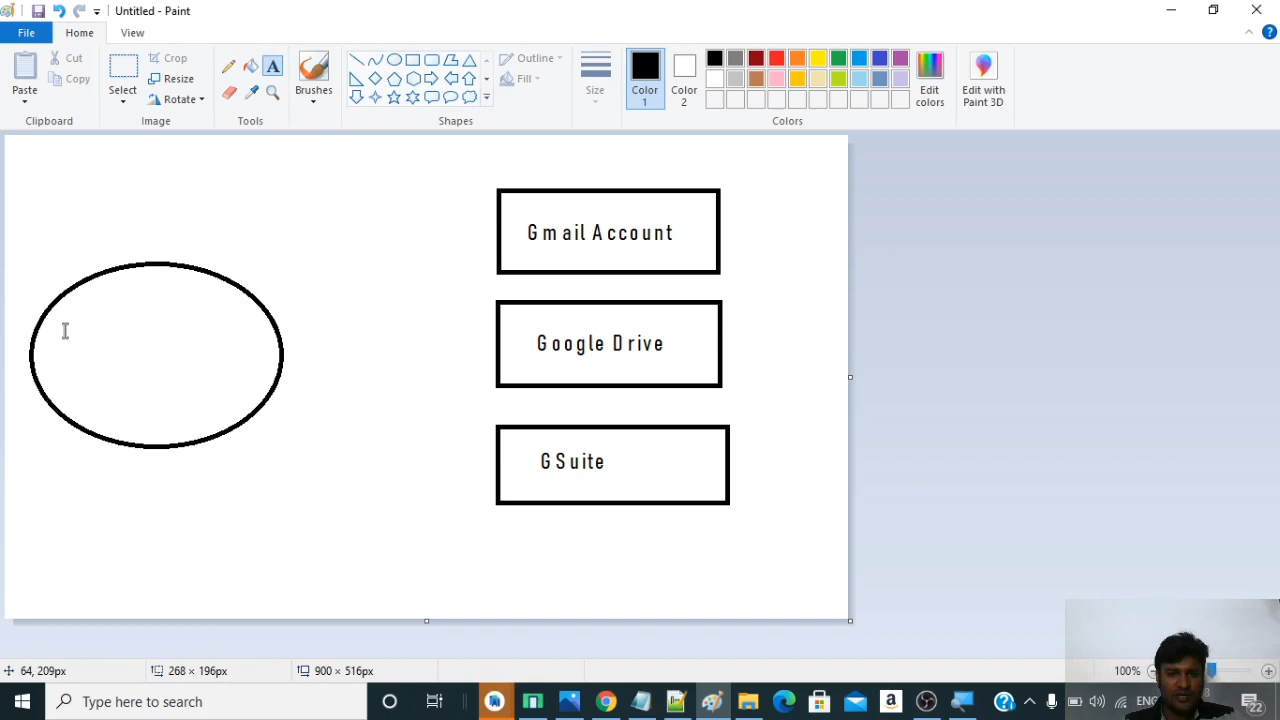 Untitled - Paint
File
Home
View
Paste
Cut
Copy
Clipboard
Select
Crop
Resize
Rotate
Image
A
Tools
Brushes
Outline
Fill
Shapes
Size
Color
1
Color
2
Colors
Edit
colors
Edit with
Paint 3D
Gmail Account
Google Drive
GSuite
64, 209px
268 × 196px
900 × 516px
100%
Type here to search
a
ENG
22